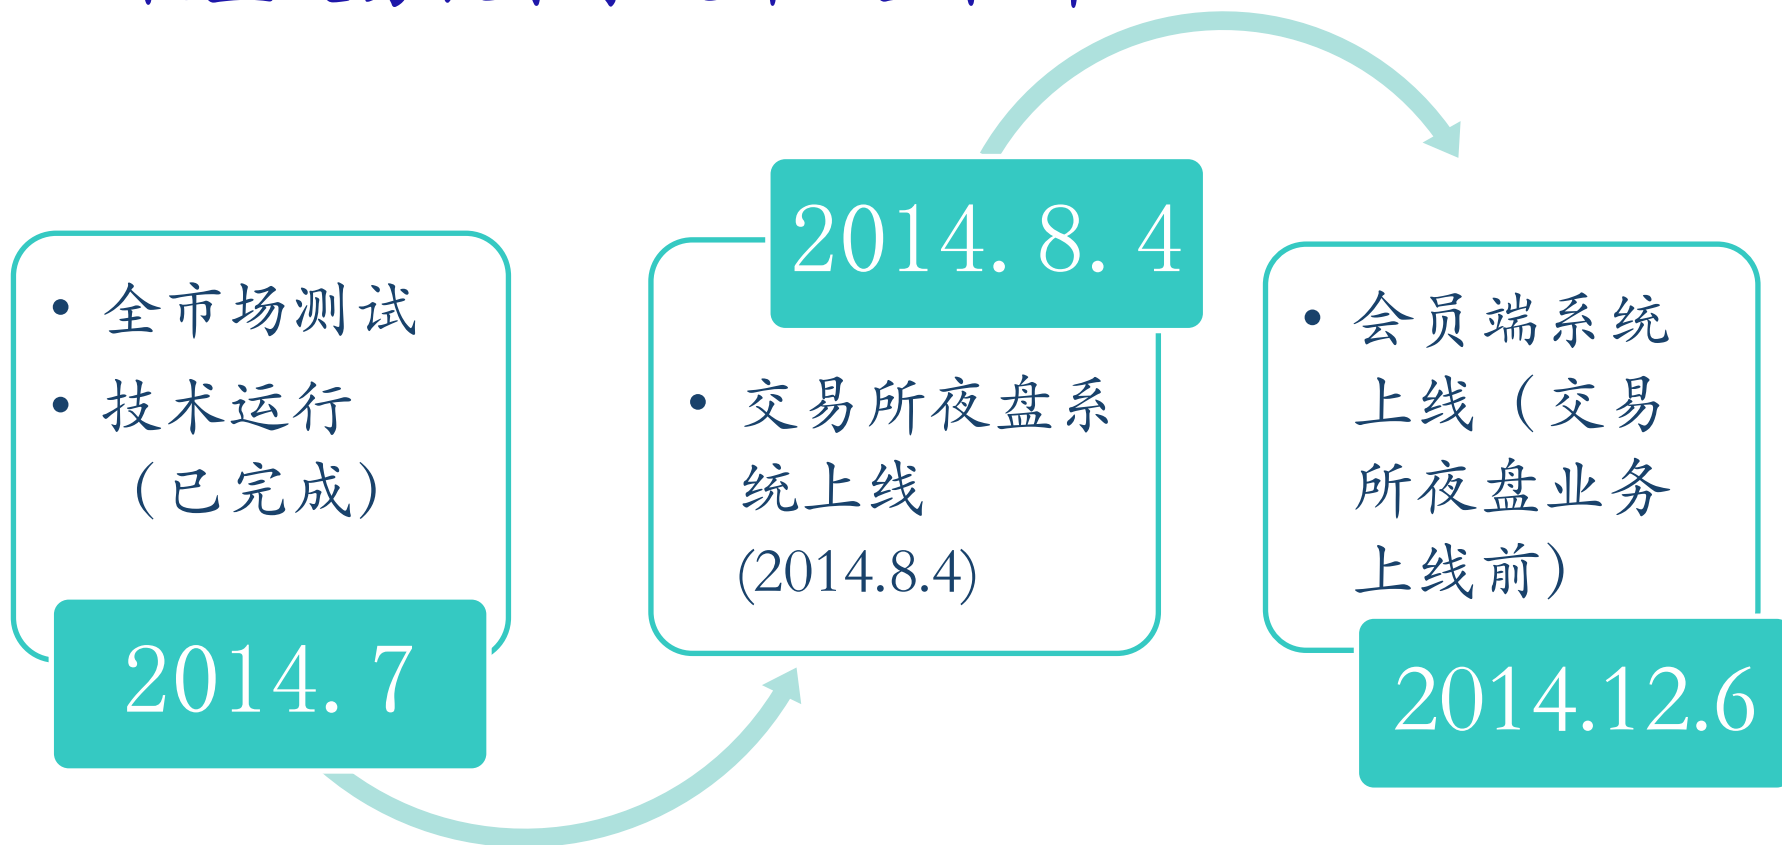 • 全市场测试
• 技术运行
（已完成）
2014. 7
2014. 8. 4
• 交易所夜盘系
统上线
(2014.8.4)
• 会员端系统
上线（交易
所夜盘业务
上线前）
2014.12.6